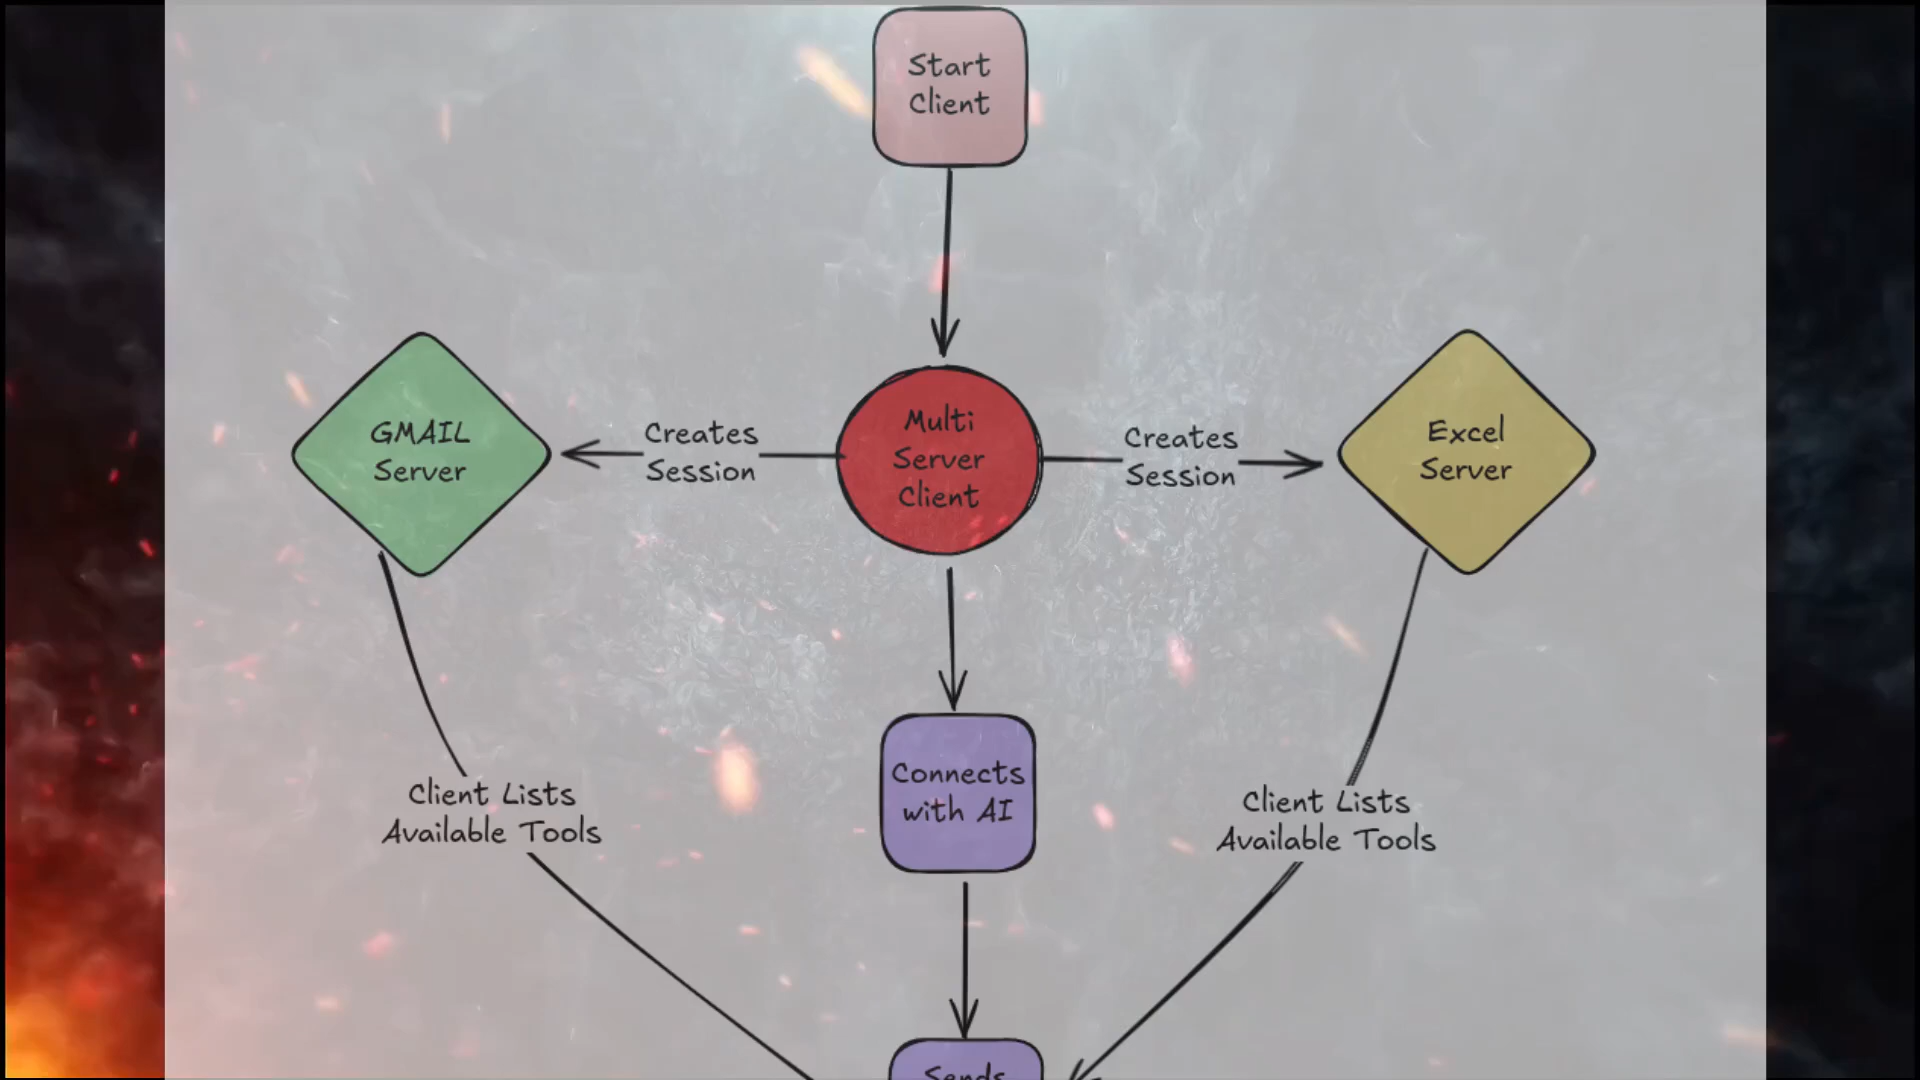 Start
Client
GMAIL
Server
Creates
Session
Multi
Server
Client
Creates
Session
Excel
Server
Client Lists
Available Tools
Connects
with AI
Client Lists
Available Tools
Sends